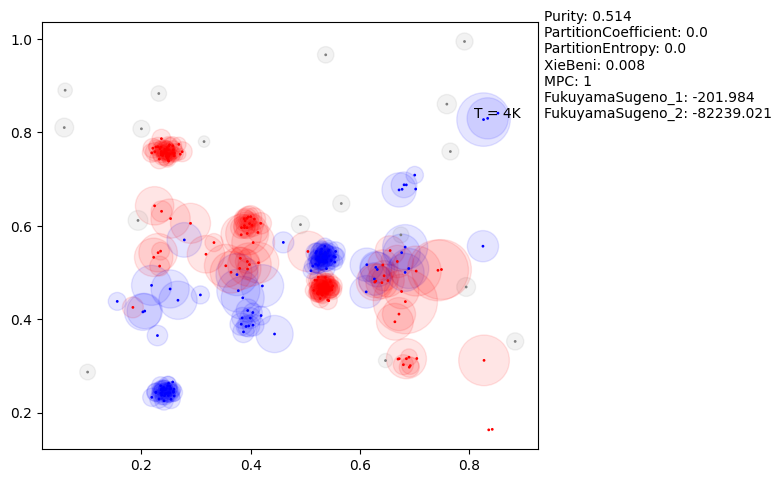 Purity: 0.514
PartitionCoefficient: 0.0
PartitionEntropy: 0.0
XieBeni: 0.008
MPC: 1
FukuyamaSugeno_1: -201.984
FukuyamaSugeno_2: -82239.021
T = 4K
1.0
0.8
0.6
0.4
0.2
0.2 0.4 0.6 0.8